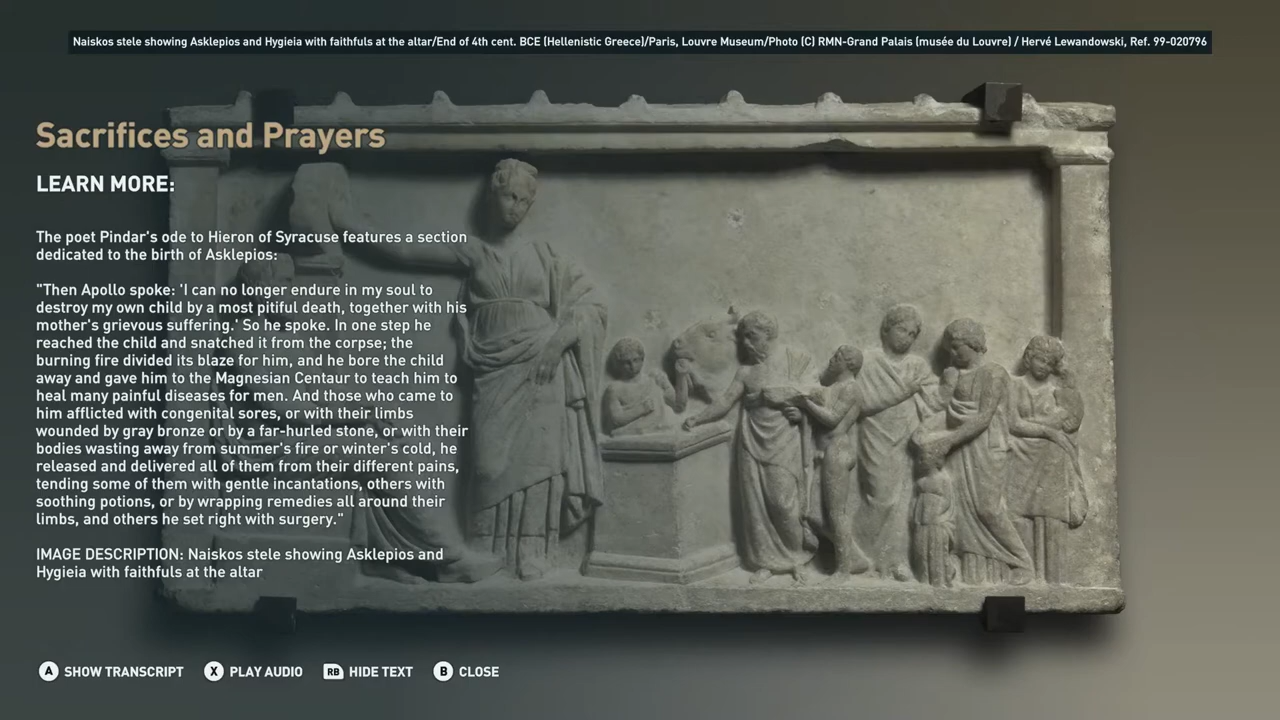 Naiskos stele showing Asklepios and Hygieia with faithfuls at the altar/End of 4th cent. BCE (Hellenistic Greece)/Paris, Louvre Museum/Photo (C) RMN-Grand Palais (musée du Louvre) / Hervé Lewandowski, Ref. 99-020796
Sacrifices and Prayers
LEARN MORE:
The poet Pindar's ode to Hieron of Syracuse features a section
dedicated to the birth of Asklepios:
"Then Apollo spoke: 'I can no longer endure in my soul to
destroy my own child by a most pitiful death, together with his
mother's grievous suffering.' So he spoke. In one step he
reached the child and snatched it from the corpse; the
burning fire divided its blaze for him, and he bore the child
away and gave him to the Magnesian Centaur to teach him to
heal many painful diseases for men. And those who came to
him afflicted with congenital sores, or with their limbs
wounded by gray bronze or by a far-hurled stone, or with their
bodies wasting away from summer's fire or winter's cold, he
released and delivered all of them from their different pains,
tending some of them with gentle incantations, others with
soothing potions, or by wrapping remedies all around their
limbs, and others he set right with surgery."
IMAGE DESCRIPTION: Naiskos stele showing Asklepios and
Hygieia with faithfuls at the altar
A SHOW TRANSCRIPT X PLAY AUDIO RB HIDE TEXT B CLOSE